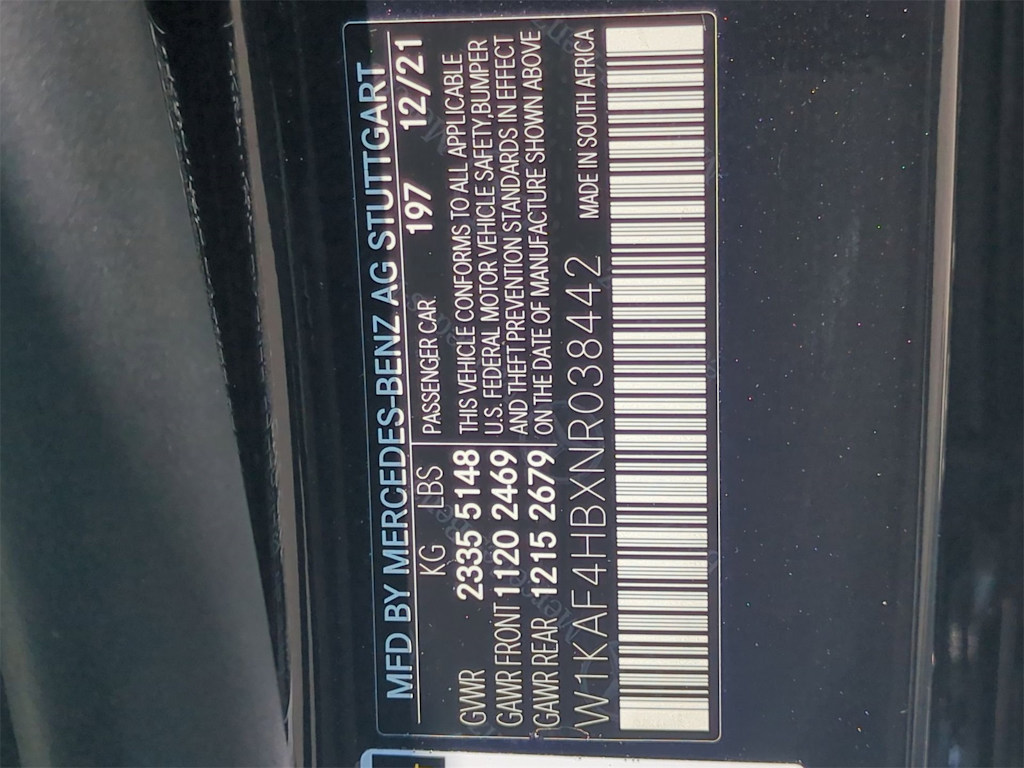 MFD BY MERCEDES-BENZ AG STUTTGART
KG LBS PASSENGER CAR 197 12/21
GVWR 2335 5148 THIS VEHICLE CONFORMS TO ALL APPLICABLE
GAWR FRONT 1120 2469 U.S. FEDERAL MOTOR VEHICLE SAFETY,BUMPER
AND THEFT PREVENTION STANDARDS IN EFFECT
GAWR REAR 1215 2679 ON THE DATE OF MANUFACTURE SHOWN ABOVE
W1KAF4HBXNR038442 MADE IN SOUTH AFRICA